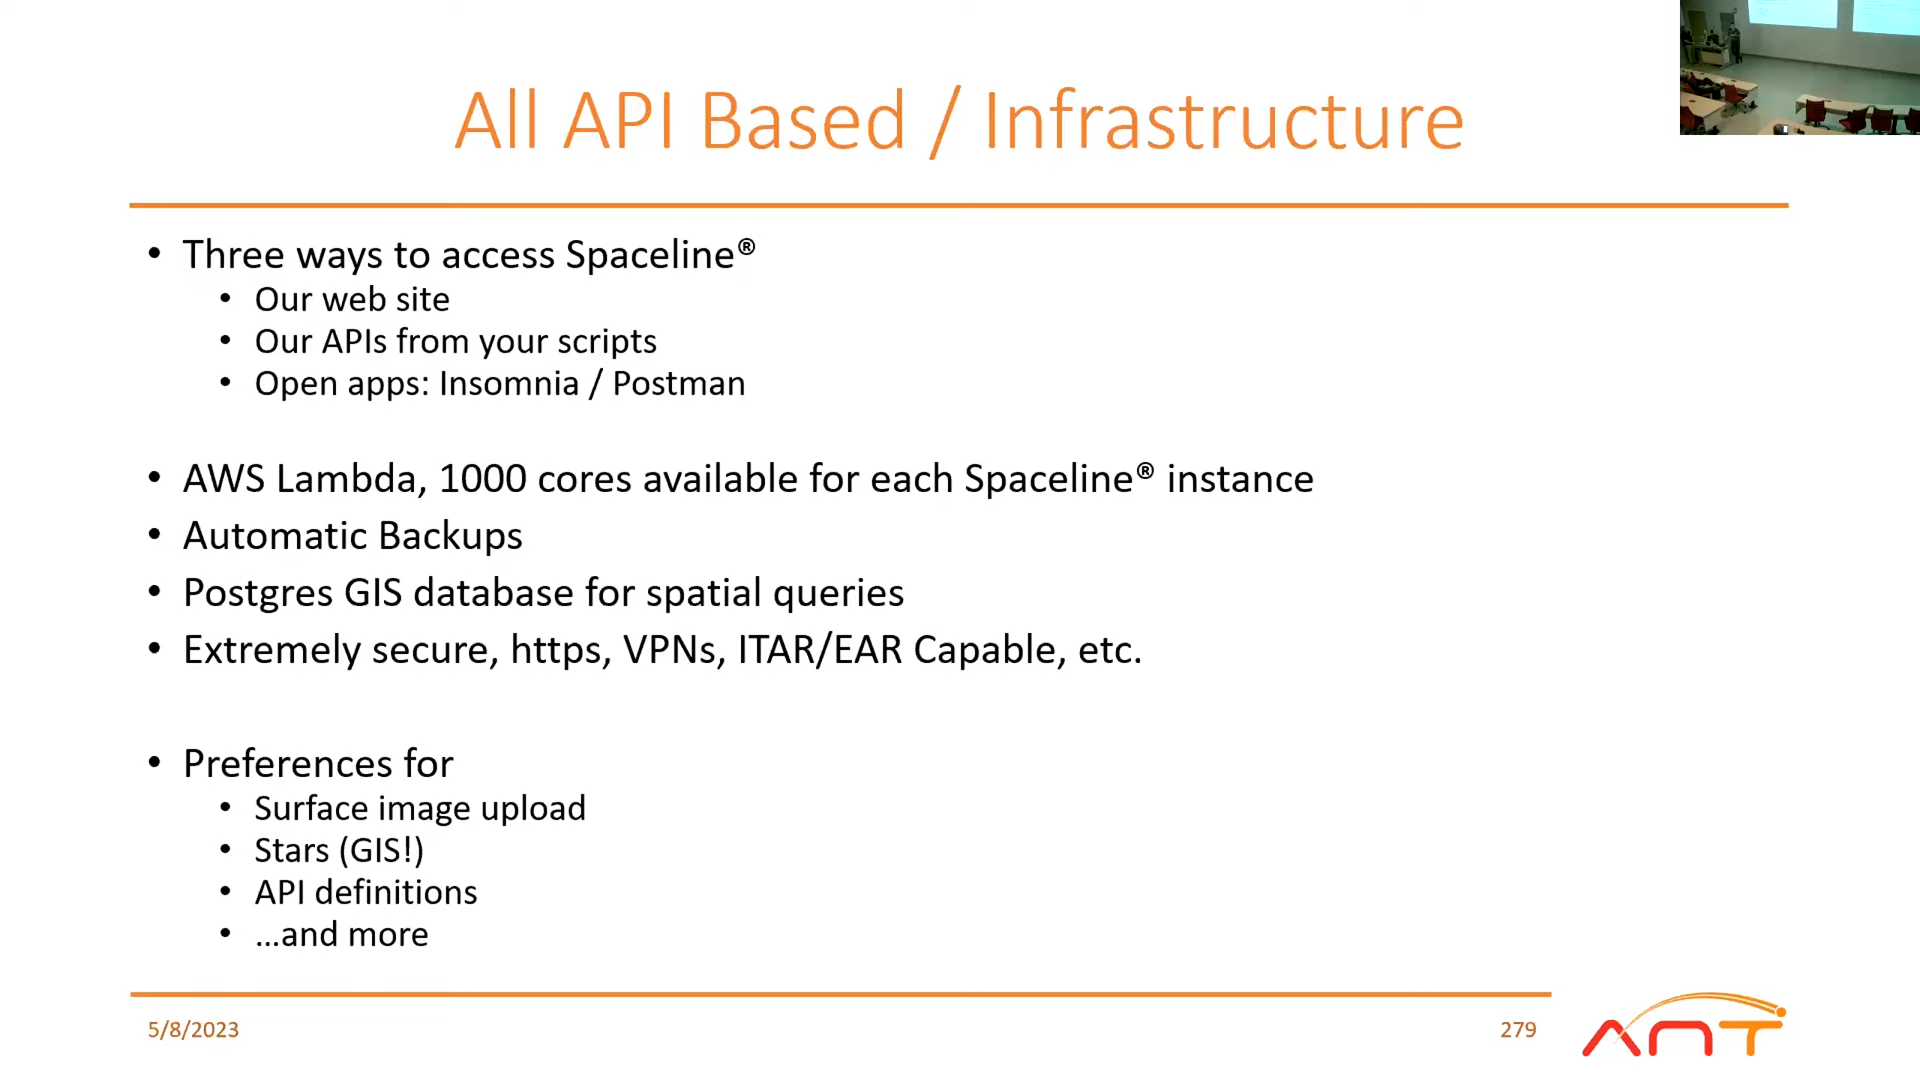 All API Based / Infrastructure
• Three ways to access Spaceline®
• Our web site
• Our APIs from your scripts
• Open apps: Insomnia / Postman
• AWS Lambda, 1000 cores available for each Spaceline® instance
• Automatic Backups
• Postgres GIS database for spatial queries
• Extremely secure, https, VPNs, ITAR/EAR Capable, etc.
• Preferences for
• Surface image upload
• Stars (GIS!)
• API definitions
• ...and more
5/8/2023
279
ANT